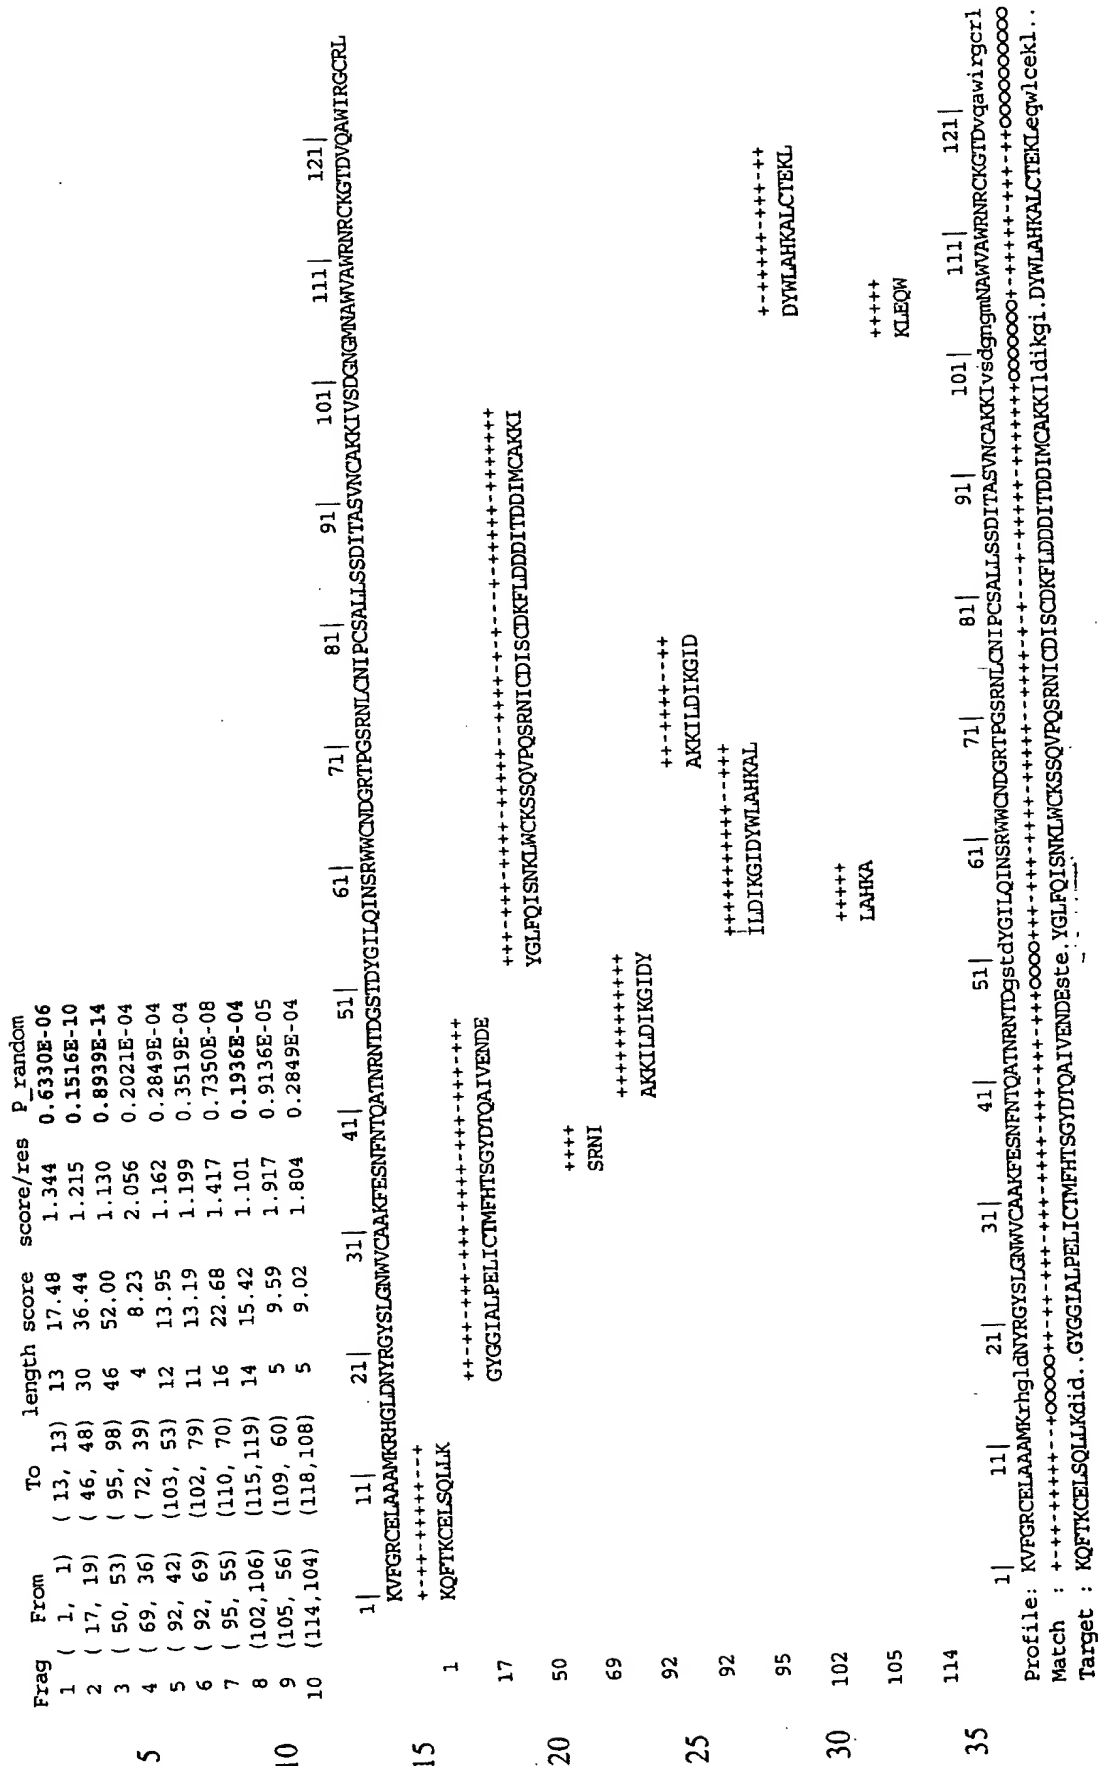 Frag From To length score score/res p_random
1 ( 1, 1) ( 13, 13) 13 17.48 1.344 0.6330E-06
2 ( 17, 19) ( 46, 48) 30 36.44 1.215 0.1516E-10
3 ( 50, 53) ( 95, 98) 46 52.00 1.130 0.8939E-14
4 ( 69, 36) ( 72, 39) 4 8.23 2.056 0.2021E-04
5 ( 92, 42) (103, 53) 12 13.95 1.162 0.2849E-04
6 ( 92, 69) (102, 79) 11 13.19 1.199 0.3519E-04
7 ( 95, 55) (110, 70) 16 22.68 1.417 0.7350E-08
8 (102,106) (115,119) 14 15.42 1.101 0.1936E-04
9 (105, 56) (109, 60) 5 9.59 1.917 0.9136E-05
10 (114,104) (118,108) 5 9.02 1.804 0.2849E-04
5
10
1| 11| 21| 31| 41| 51| 61| 71| 81| 91| 101| 111| 121|
KVFGRCELAAAMKRHGLDNYRGYSLGNWVCAAKFESNFNTQATNRNTDGSTDYGILQINSRWWCNDGRTPGSRNLCNIPCSALLSSDITASVNCAKKIVSDGNGMNAWVAWRNRCKGTDVQAWIRGCRL
15
+-++-++++++--+
1 KQFTKCELSQLLK
++-++-+++-+++-++++-+++-+++-+++
17 GYGGIALPELICTMFHTSGYDTQAIVENDE
20
+++-+++-++++-+++++--++++-+-+---+-+++++-+++++++
50 YGLFQISNKLWCKSSQVPQSRNICDISCDKFLDDDITDDIMCAKKI
++++
69 SRNI
+++++++++++
92 AKKILDIKGIDY
25
++-++++--++
92 AKKILDIKGID
+++++++++++--+++
95 ILDIKGIDYWLAHKAL
30
+-++++++-+++-++
102 DYWLAHKALCTEKL
+++++
105 LAHKA
+++++
114 KLEQW
35
1| 11| 21| 31| 41| 51| 61| 71| 81| 91| 101| 111| 121|
Profile: KVFGRCELAAAMKrhgldNYRGYSLGNWVCAAKFESNFNTQATNRNTDgstdYGILQINSRWWCNDGRTPGSRNLCNIPCSALLSSDITASVNCAKKIvsdgngmNAWVAWRNRCKGTDvqawirgcrl
Match : +-++-+++++--+ooooo++-++-+++-+++-++++-+++-+++-+++oooo+++-+++-++++-+++++--++++-+-+---+-+++++-+++++++ooooooo+-++++++-+++-++oooooooooo
Target : KQFTKCELSQLLKdid..GYGGIALPELICTMFHTSGYDTQAIVENDEste.YGLFQISNKLWCKSSQVPQSRNICDISCDKFLDDDITDDIMCAKKIldikgi.DYWLAHKALCTEKLeqwlcekl..